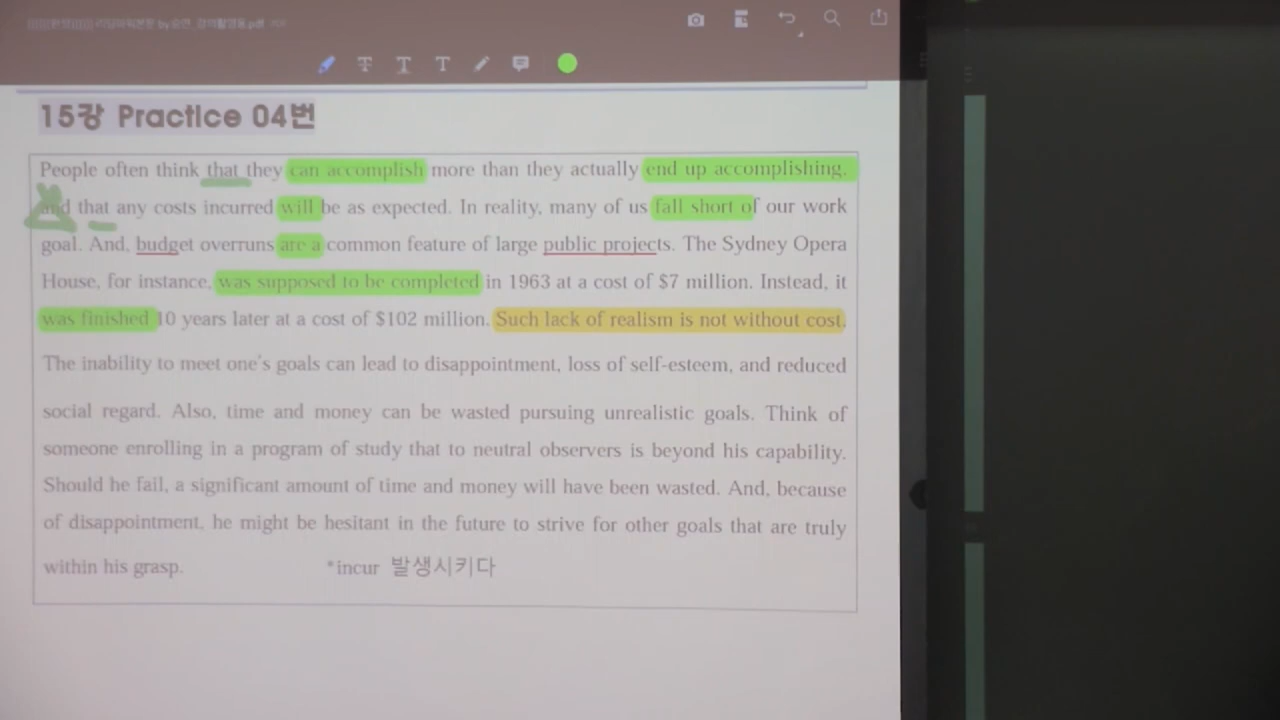 15강 Practice 04번
People often think that they can accomplish more than they actually end up accomplishing,
and that any costs incurred will be as expected. In reality, many of us fall short of our work
goal. And, budget overruns are a common feature of large public projects. The Sydney Opera
House, for instance, was supposed to be completed in 1963 at a cost of $7 million. Instead, it
was finished 10 years later at a cost of $102 million. Such lack of realism is not without cost.
The inability to meet one's goals can lead to disappointment, loss of self-esteem, and reduced
social regard. Also, time and money can be wasted pursuing unrealistic goals. Think of
someone enrolling in a program of study that to neutral observers is beyond his capability.
Should he fail, a significant amount of time and money will have been wasted. And, because
of disappointment, he might be hesitant in the future to strive for other goals that are truly
within his grasp. *incur 발생시키다